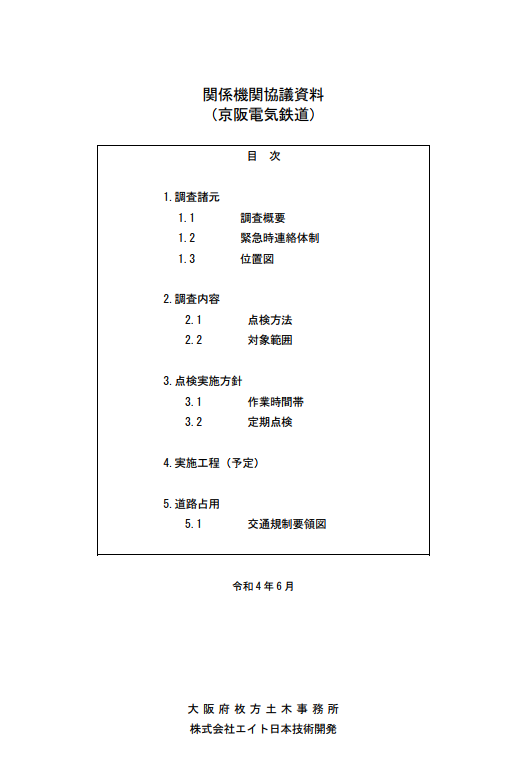 関係機関協議資料
（京阪電気鉄道）
目　次
1.調査諸元
1.1　調査概要
1.2　緊急時連絡体制
1.3　位置図
2.調査内容
2.1　点検方法
2.2　対象範囲
3.点検実施方針
3.1　作業時間帯
3.2　定期点検
4.実施工程（予定）
5.道路占用
5.1　交通規制要領図
令和4年6月
大阪府枚方土木事務所
株式会社エイト日本技術開発